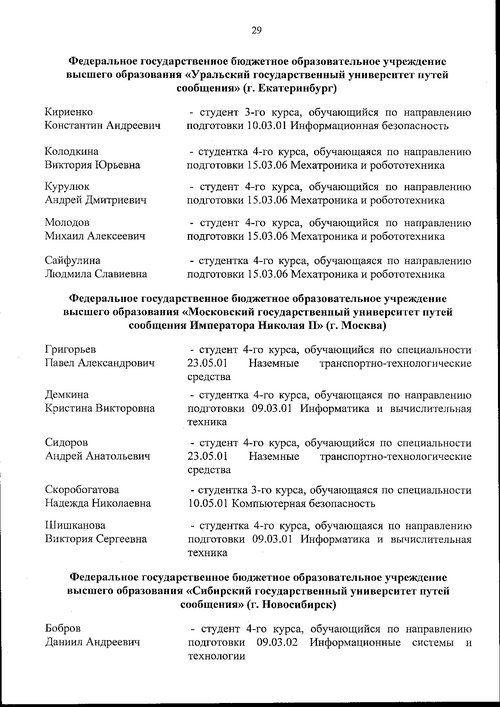 29
Федеральное государственное бюджетное образовательное учреждение
высшего образования «Уральский государственный университет путей
сообщения» (г. Екатеринбург)
Кириенко - студент 3-го курса, обучающийся по направлению
Константин Андреевич подготовки 10.03.01 Информационная безопасность
Колодкина - студентка 4-го курса, обучающаяся по направлению
Виктория Юрьевна подготовки 15.03.06 Мехатроника и робототехника
Курулюк - студент 4-го курса, обучающийся по направлению
Андрей Дмитриевич подготовки 15.03.06 Мехатроника и робототехника
Молодов - студент 4-го курса, обучающийся по направлению
Михаил Алексеевич подготовки 15.03.06 Мехатроника и робототехника
Сайфулина - студентка 4-го курса, обучающаяся по направлению
Людмила Славиевна подготовки 15.03.06 Мехатроника и робототехника
Федеральное государственное бюджетное образовательное учреждение
высшего образования «Московский государственный университет путей
сообщения Императора Николая II» (г. Москва)
Григорьев - студент 4-го курса, обучающийся по специальности
Павел Александрович 23.05.01 Наземные транспортно-технологические
средства
Демкина - студентка 4-го курса, обучающаяся по направлению
Кристина Викторовна подготовки 09.03.01 Информатика и вычислительная
техника
Сидоров - студент 4-го курса, обучающийся по специальности
Андрей Анатольевич 23.05.01 Наземные транспортно-технологические
средства
Скоробогатова - студентка 3-го курса, обучающаяся по специальности
Надежда Николаевна 10.05.01 Компьютерная безопасность
Шишканова - студентка 4-го курса, обучающаяся по направлению
Виктория Сергеевна подготовки 09.03.01 Информатика и вычислительная
техника
Федеральное государственное бюджетное образовательное учреждение
высшего образования «Сибирский государственный университет путей
сообщения» (г. Новосибирск)
Бобров - студент 4-го курса, обучающийся по направлению
Даниил Андреевич подготовки 09.03.02 Информационные системы и
технологии